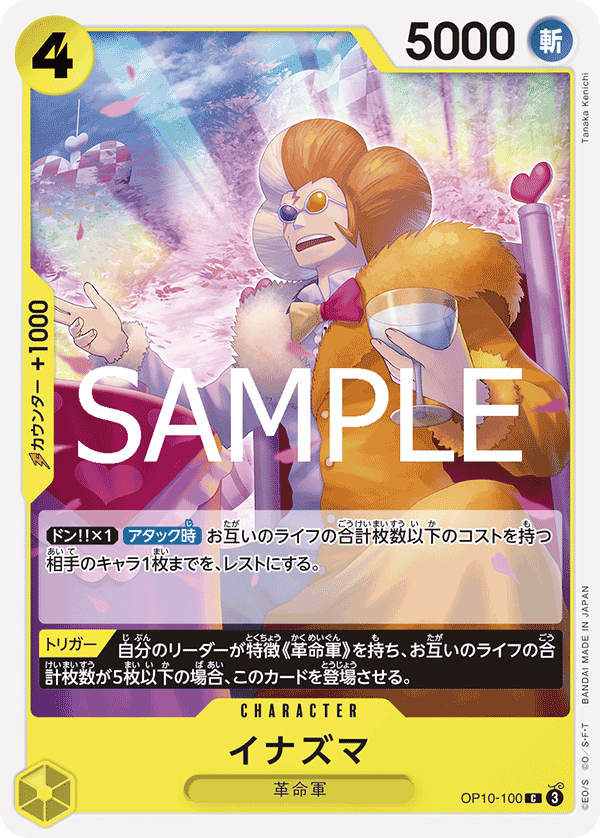 4
5000
斬
Tanaka Kenichi
カウンター +1000
SAMPLE
ドン!!×1 アタック時 お互いのライフの合計枚数以下のコストを持つ
相手のキャラ1枚までを、レストにする。
トリガー 自分のリーダーが特徴《革命軍》を持ち、お互いのライフの合
計枚数が5枚以下の場合、このカードを登場させる。
CHARACTER
イナズマ
革命軍
OP10-100 C 3
©E.O/S ©O/S・F・T BANDAI MADE IN JAPAN